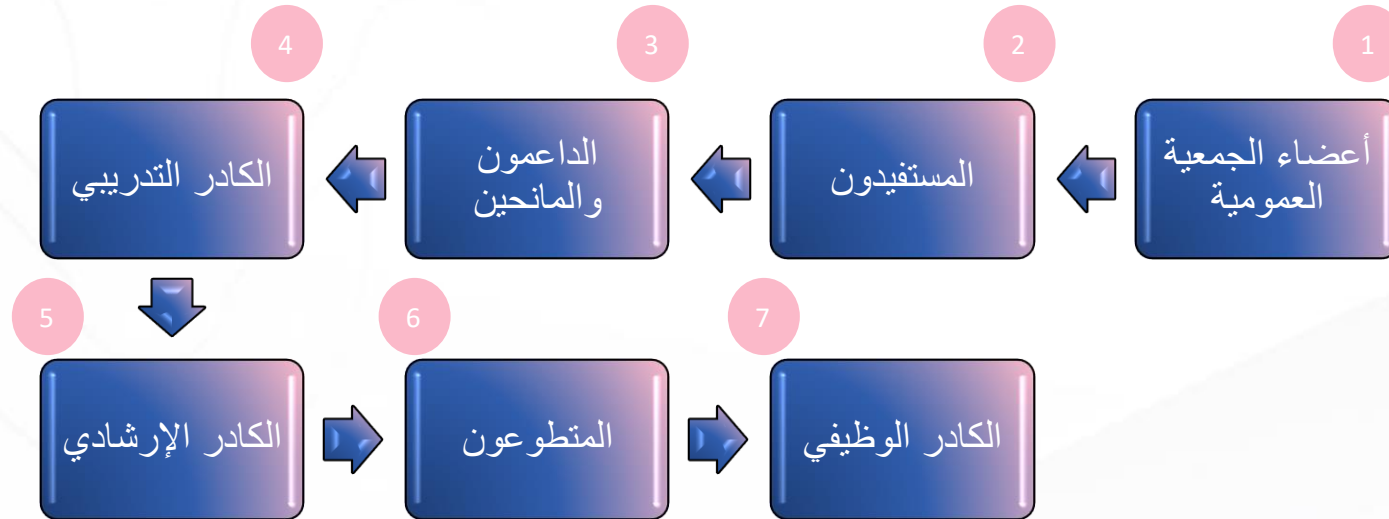 1
أعضاء الجمعية
العمومية
2
المستفيدون
3
الداعمون
والمانحين
4
الكادر التدريبي
5
الكادر الإرشادي
6
المتطوعون
7
الكادر الوظيفي